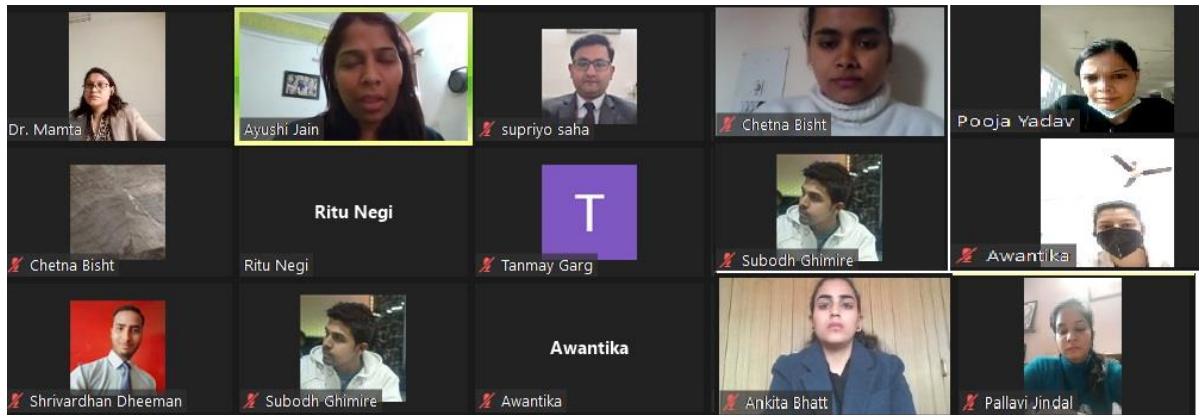 Dr. Mamta
Ayushi Jain
supriyo saha
Chetna Bisht
Pooja Yadav
Chetna Bisht
Ritu Negi
Ritu Negi
T
Tanmay Garg
Subodh Ghimire
Awantika
Shrivardhan Dheeman
Subodh Ghimire
Awantika
Awantika
Ankita Bhatt
Pallavi Jindal